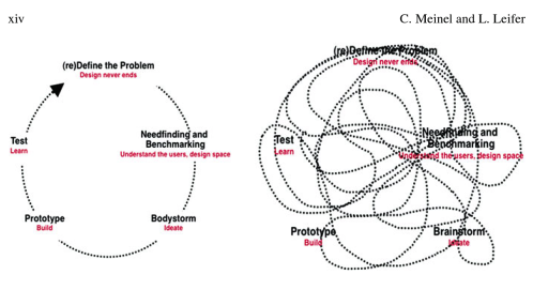 xiv
C. Meinel and L. Leifer
(re)Define the Problem
Design never ends
Needfinding and
Benchmarking
Understand the users, design space
Bodystorm
Ideate
Prototype
Build
Test
Learn
(re)Define the Problem
Design never ends
Needfinding and
Benchmarking
Understand the users, design space
Brainstorm
Ideate
Prototype
Build
Test
Learn